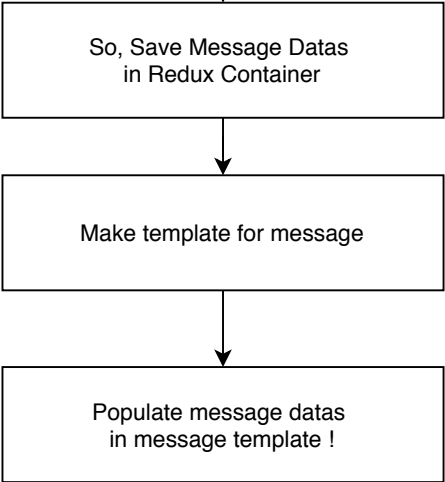 So, Save Message Datas
in Redux Container
Make template for message
Populate message datas
in message template !